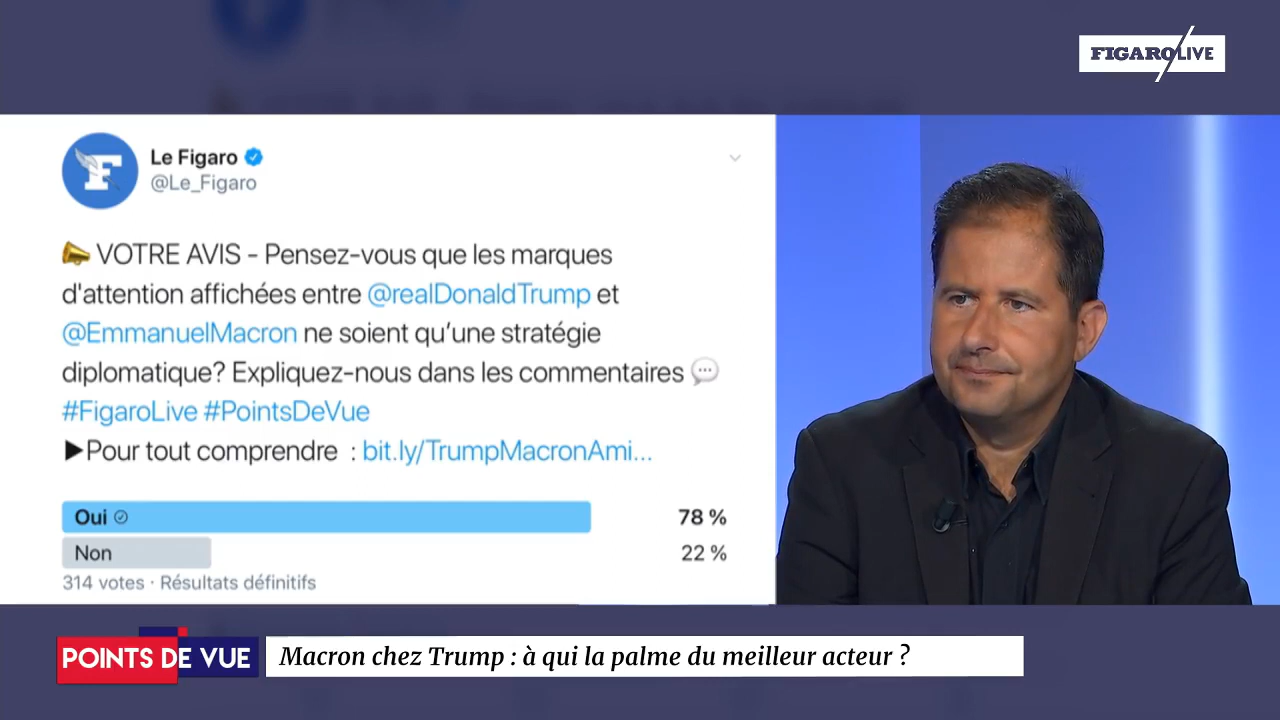 FIGAROLIVE
Le Figaro
@Le_Figaro
VOTRE AVIS - Pensez-vous que les marques
d'attention affichées entre @realDonaldTrump et
@EmmanuelMacron ne soient qu’une stratégie
diplomatique? Expliquez-nous dans les commentaires
#FigaroLive #PointsDeVue
▶Pour tout comprendre : bit.ly/TrumpMacronAmi...
Oui 78 %
Non 22 %
314 votes · Résultats définitifs
POINTS DE VUE
Macron chez Trump : à qui la palme du meilleur acteur ?